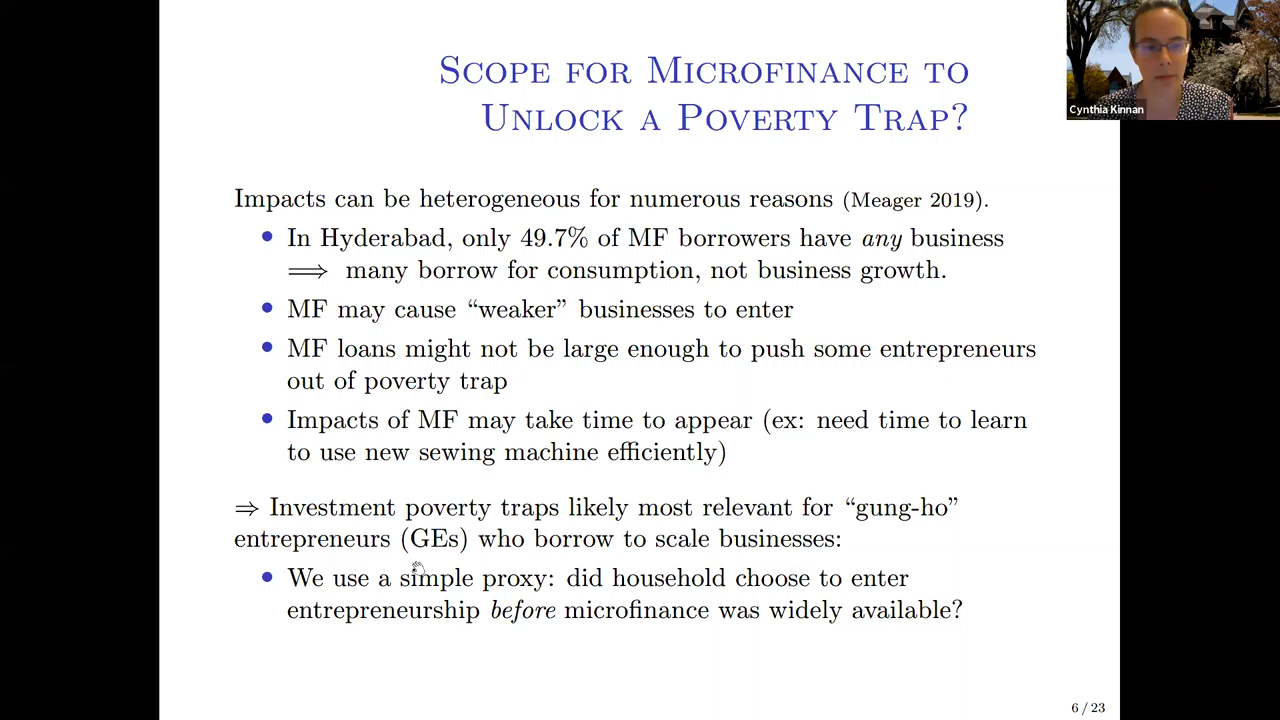 SCOPE FOR MICROFINANCE TO
UNLOCK A POVERTY TRAP?
Cynthia Kinnan
Impacts can be heterogeneous for numerous reasons (Meager 2019).
• In Hyderabad, only 49.7% of MF borrowers have any business
⟹ many borrow for consumption, not business growth.
• MF may cause “weaker” businesses to enter
• MF loans might not be large enough to push some entrepreneurs
out of poverty trap
• Impacts of MF may take time to appear (ex: need time to learn
to use new sewing machine efficiently)
⇒ Investment poverty traps likely most relevant for “gung-ho”
entrepreneurs (GEs) who borrow to scale businesses:
• We use a simple proxy: did household choose to enter
entrepreneurship before microfinance was widely available?
6 / 23